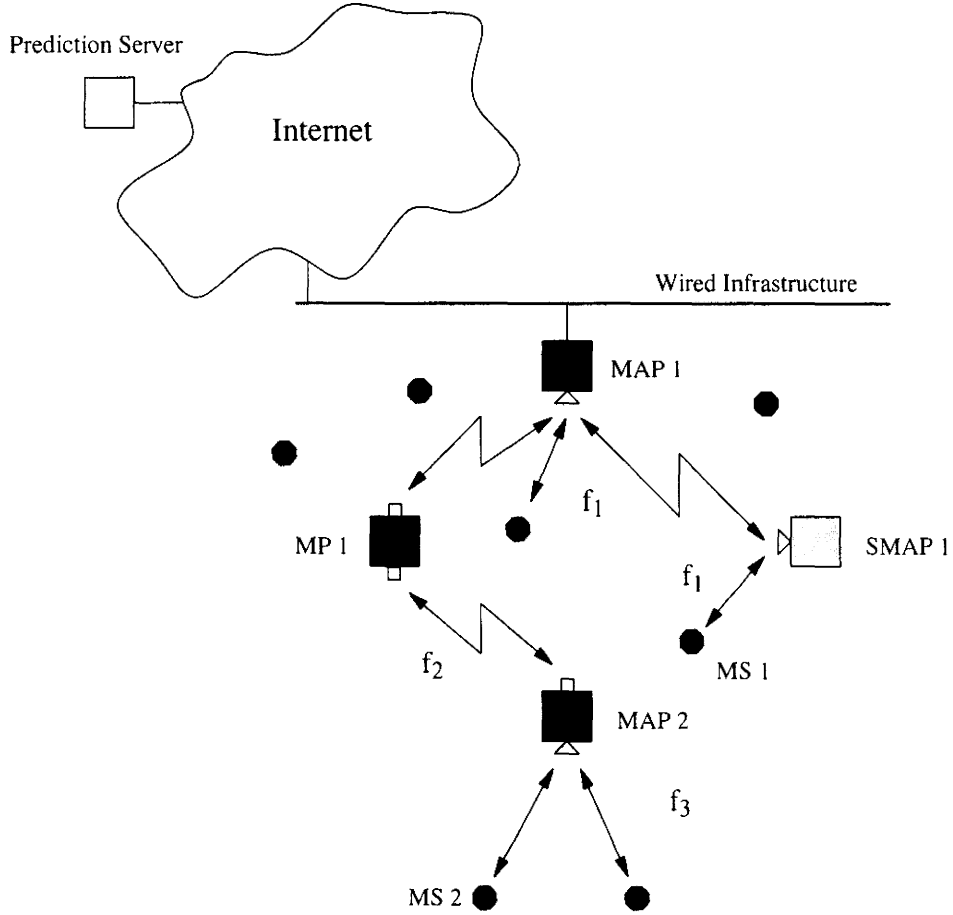 Prediction Server
Internet
Wired Infrastructure
MAP 1
f1
MP 1
SMAP 1
f1
f2
MS 1
MAP 2
f3
MS 2